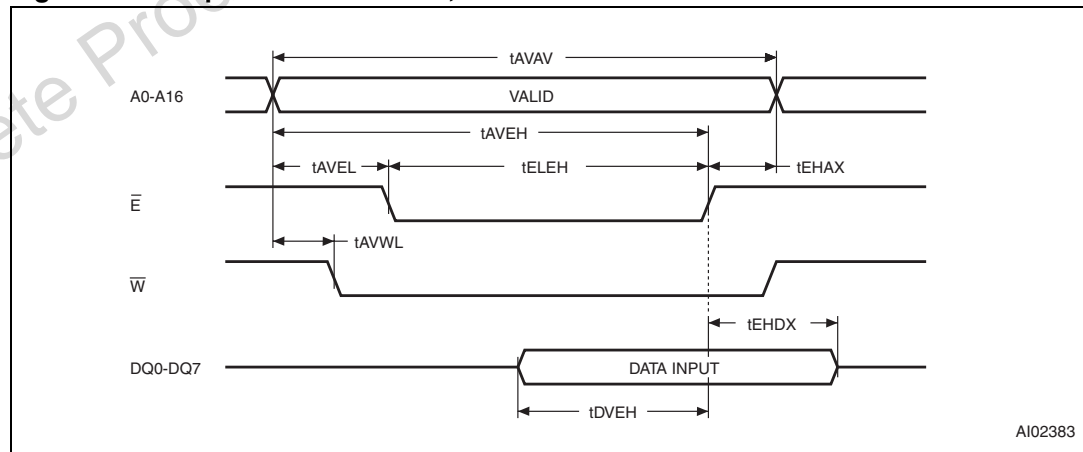 tAVAV
A0-A16
VALID
tAVEH
tAVEL
tELEH
tEHAX
E
tAVWL
W
tEHDX
DQ0-DQ7
DATA INPUT
tDVEH
AI02383